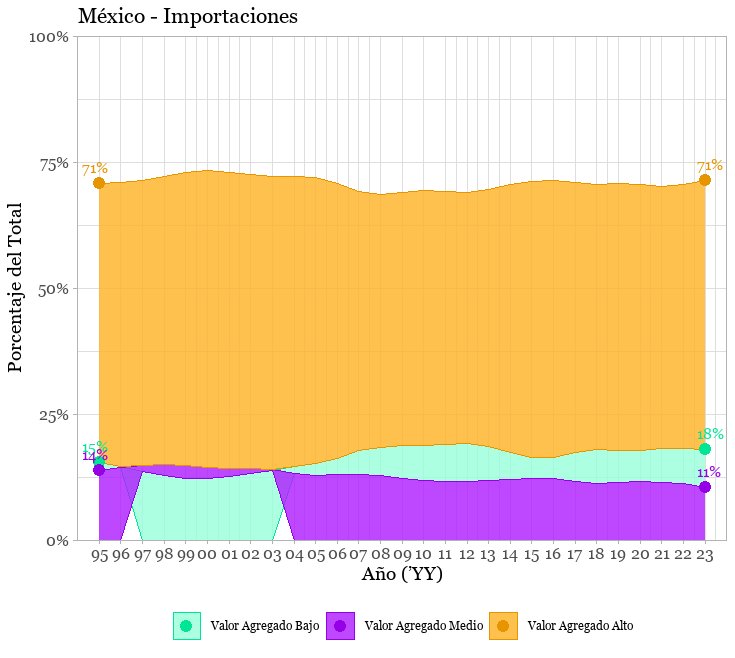 México - Importaciones
100%
75%
50%
25%
0%
Porcentaje del Total
71%
71%
15%
14%
18%
11%
95 96 97 98 99 00 01 02 03 04 05 06 07 08 09 10 11 12 13 14 15 16 17 18 19 20 21 22 23
Año ('YY)
Valor Agregado Bajo Valor Agregado Medio Valor Agregado Alto